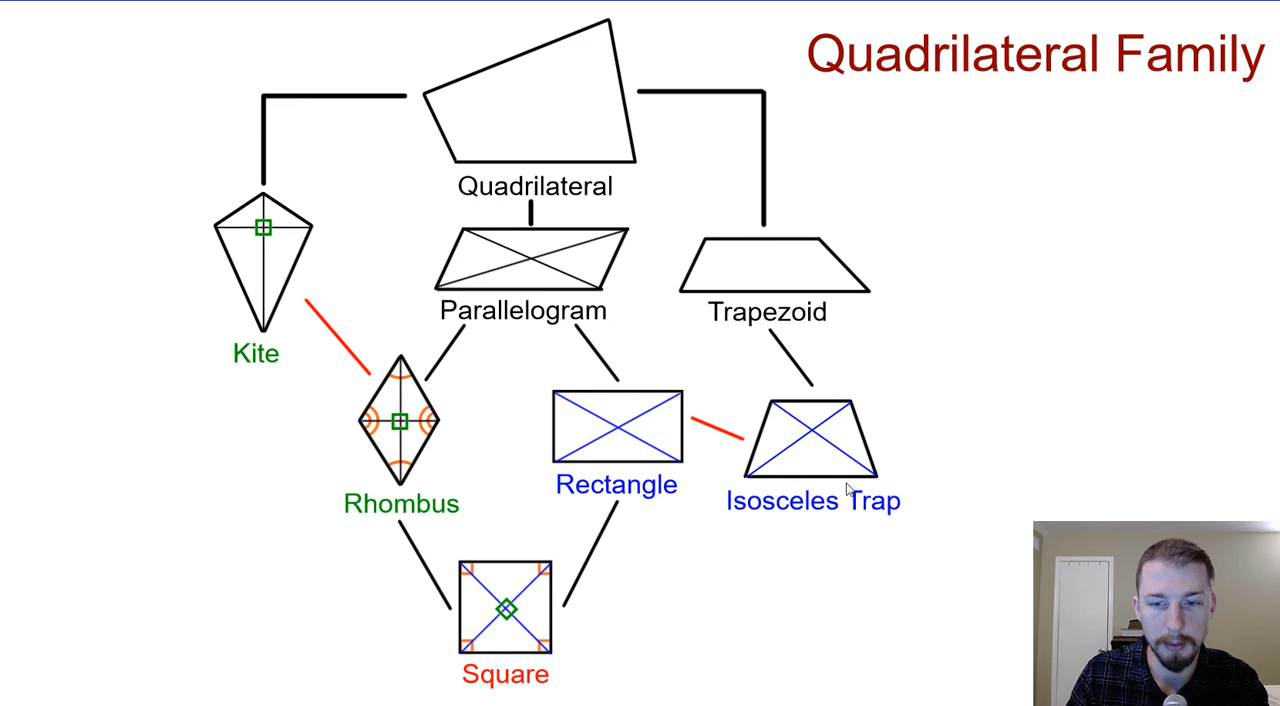 Quadrilateral Family
Quadrilateral
Parallelogram
Trapezoid
Kite
Rectangle
Isosceles Trap
Rhombus
Square